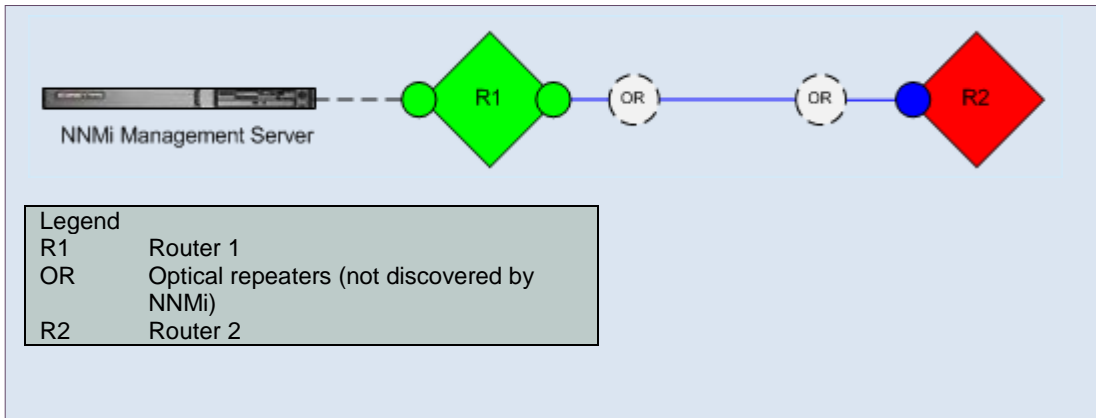 R1
OR
OR
R2
NNMi Management Server
Legend
R1 Router 1
OR Optical repeaters (not discovered by
NNMi)
R2 Router 2